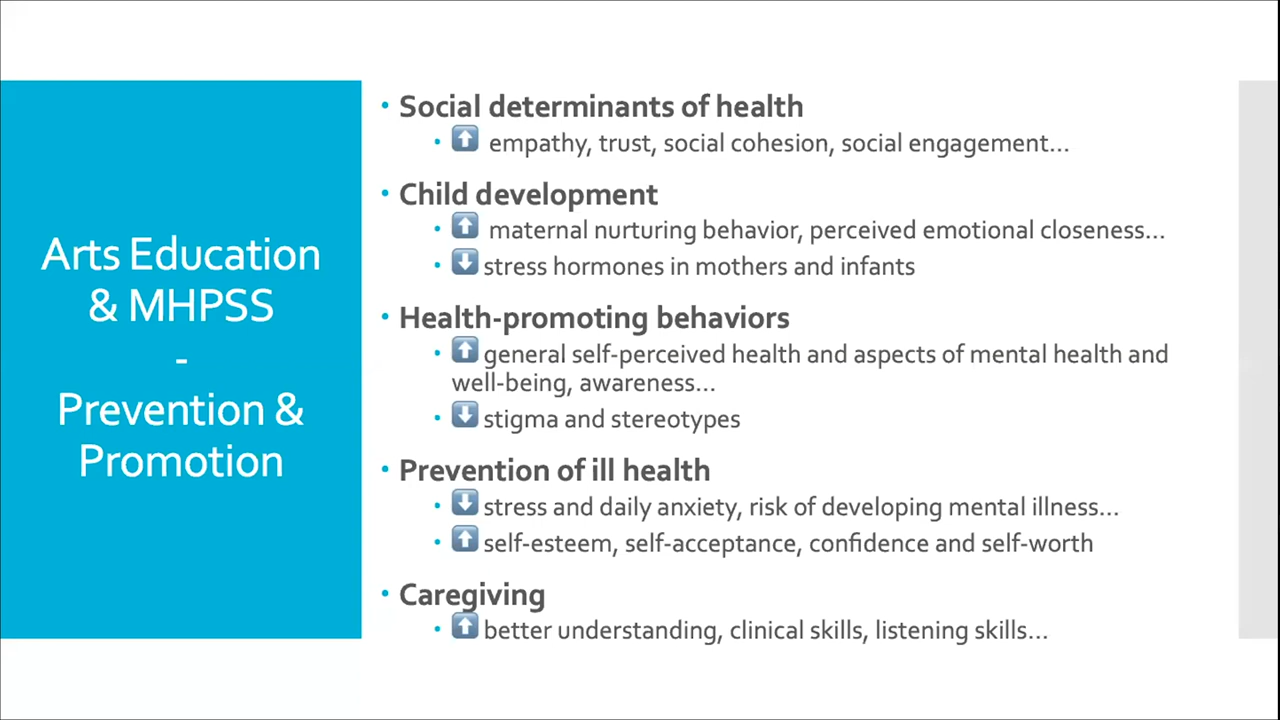 Arts Education
& MHPSS
-
Prevention &
Promotion
• Social determinants of health
• ⬆️ empathy, trust, social cohesion, social engagement...
• Child development
• ⬆️ maternal nurturing behavior, perceived emotional closeness...
• ⬇️ stress hormones in mothers and infants
• Health-promoting behaviors
• ⬆️ general self-perceived health and aspects of mental health and
well-being, awareness...
• ⬇️ stigma and stereotypes
• Prevention of ill health
• ⬇️ stress and daily anxiety, risk of developing mental illness...
• ⬆️ self-esteem, self-acceptance, confidence and self-worth
• Caregiving
• ⬆️ better understanding, clinical skills, listening skills...